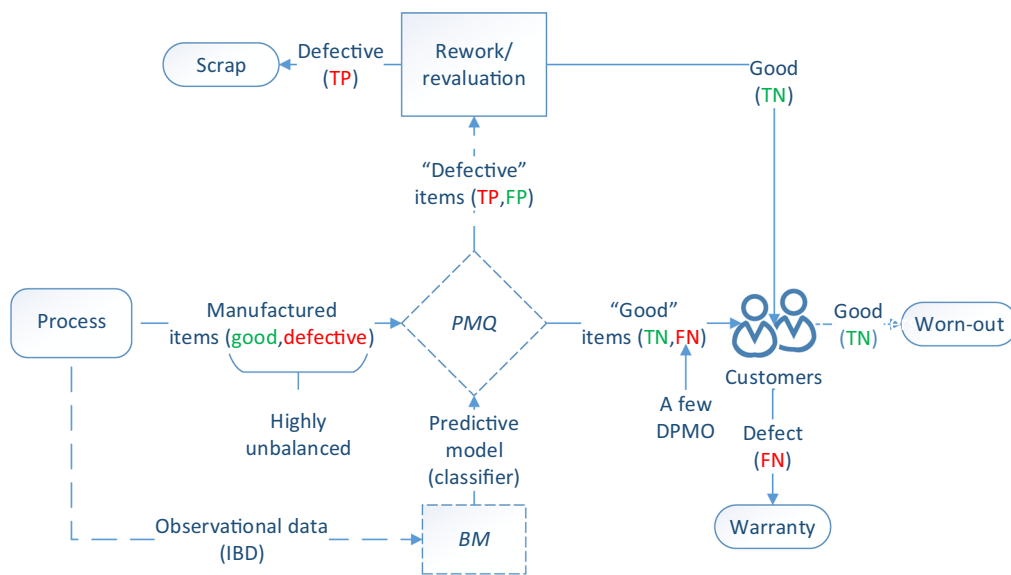 Scrap
Defective
(TP)
Rework/
revaluation
Good
(TN)
“Defective”
items (TP,FP)
Process
Manufactured
items (good,defective)
PMQ
“Good”
items (TN,FN)
Customers
Good
(TN)
Worn-out
Highly
unbalanced
Predictive
model
(classifier)
A few
DPMO
Defect
(FN)
Observational data
(IBD)
BM
Warranty